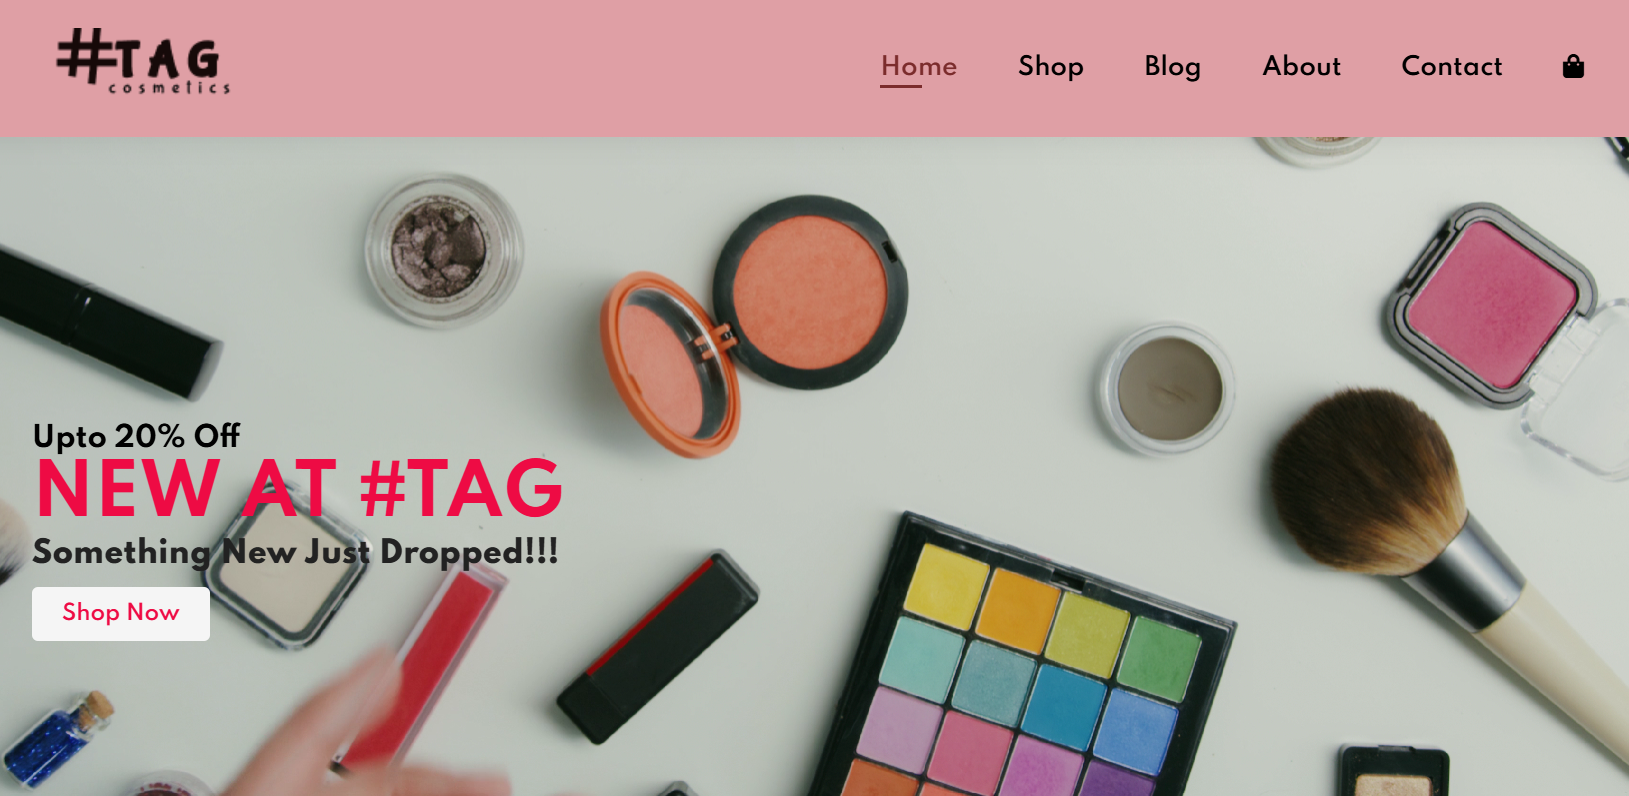 #TAG
cosmetics
Home Shop Blog About Contact
Upto 20% Off
NEW AT #TAG
Something New Just Dropped!!!
Shop Now